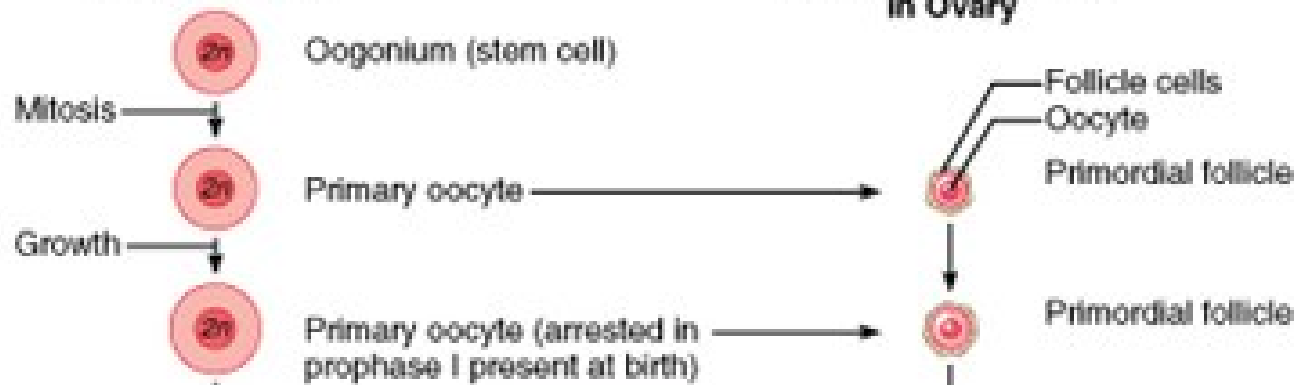 in Ovary
2n
Oogonium (stem cell)
Follicle cells
Mitosis
Oocyte
2n
Primary oocyte
Primordial follicle
Growth
2n
Primary oocyte (arrested in
prophase I present at birth)
Primordial follicle